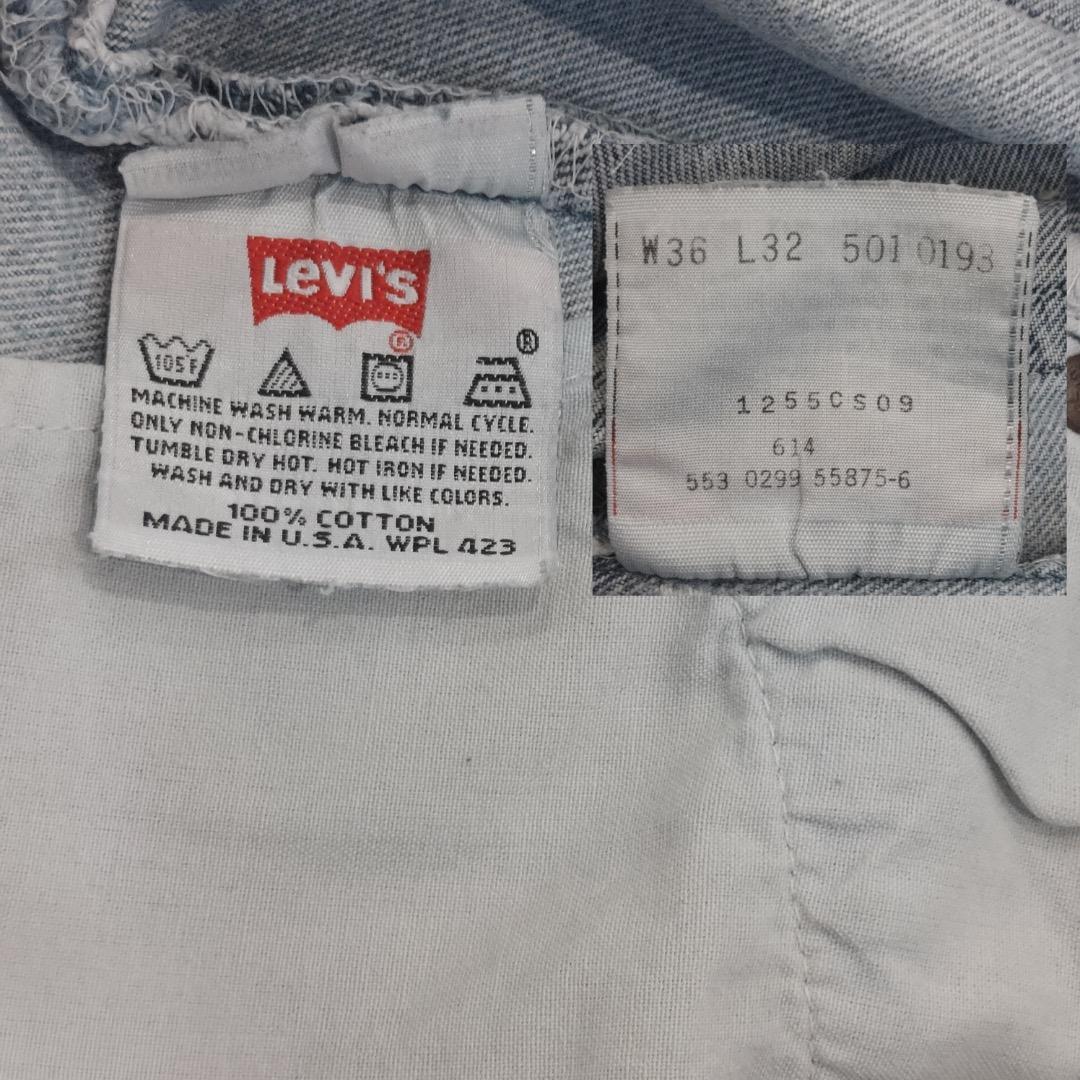 Levi's
®
®
105F
MACHINE WASH WARM. NORMAL CYCLE.
ONLY NON-CHLORINE BLEACH IF NEEDED.
TUMBLE DRY HOT. HOT IRON IF NEEDED.
WASH AND DRY WITH LIKE COLORS.
100% COTTON
MADE IN U.S.A. WPL 423
W36 L32 501 0193
1255CS09
614
553 0299 55875-6